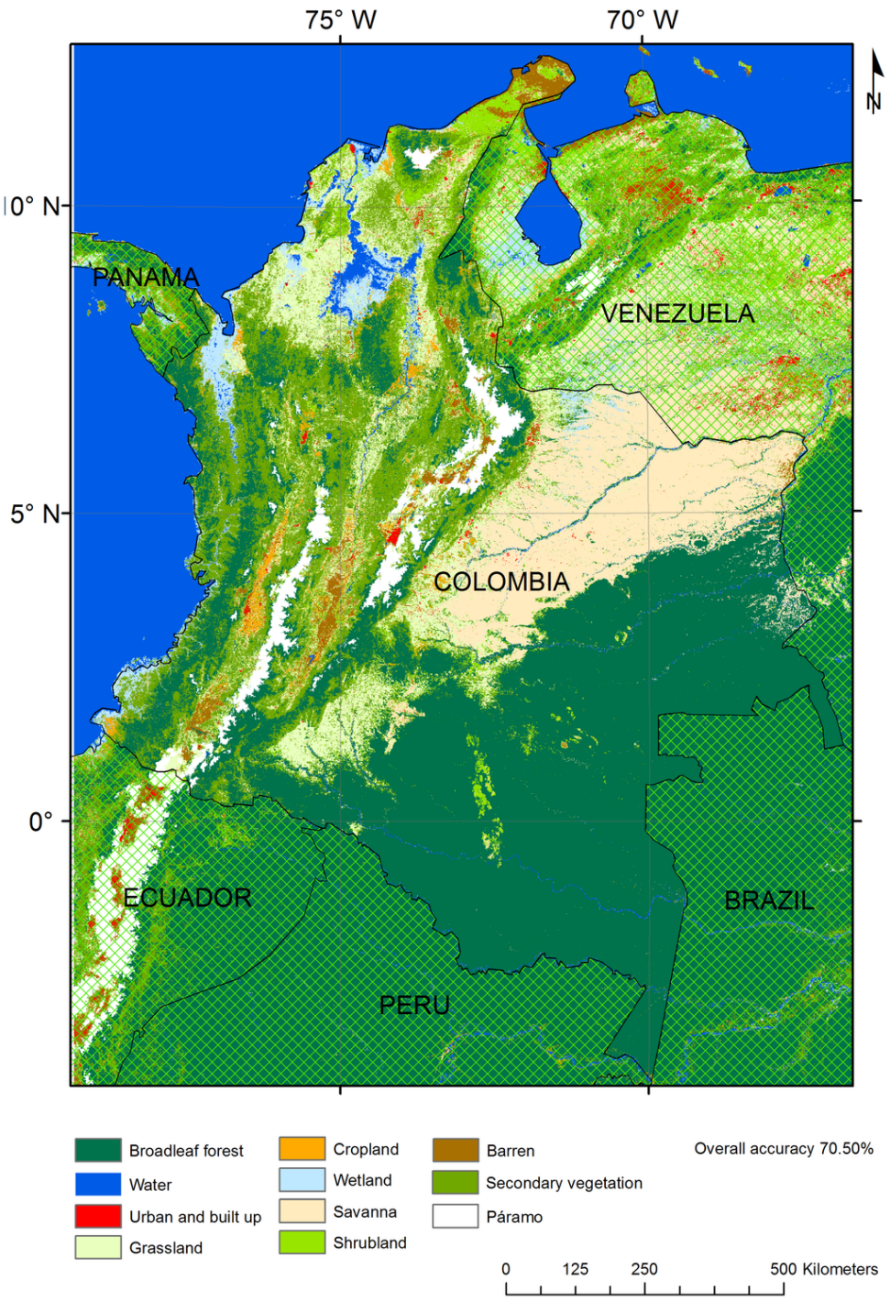 75° W 70° W
N
0° N
PANAMA
VENEZUELA
5° N
COLOMBIA
0°
ECUADOR
BRAZIL
PERU
Broadleaf forest Cropland Barren Overall accuracy 70.50%
Water Wetland Secondary vegetation
Urban and built up Savanna Páramo
Grassland Shrubland
0 125 250 500 Kilometers